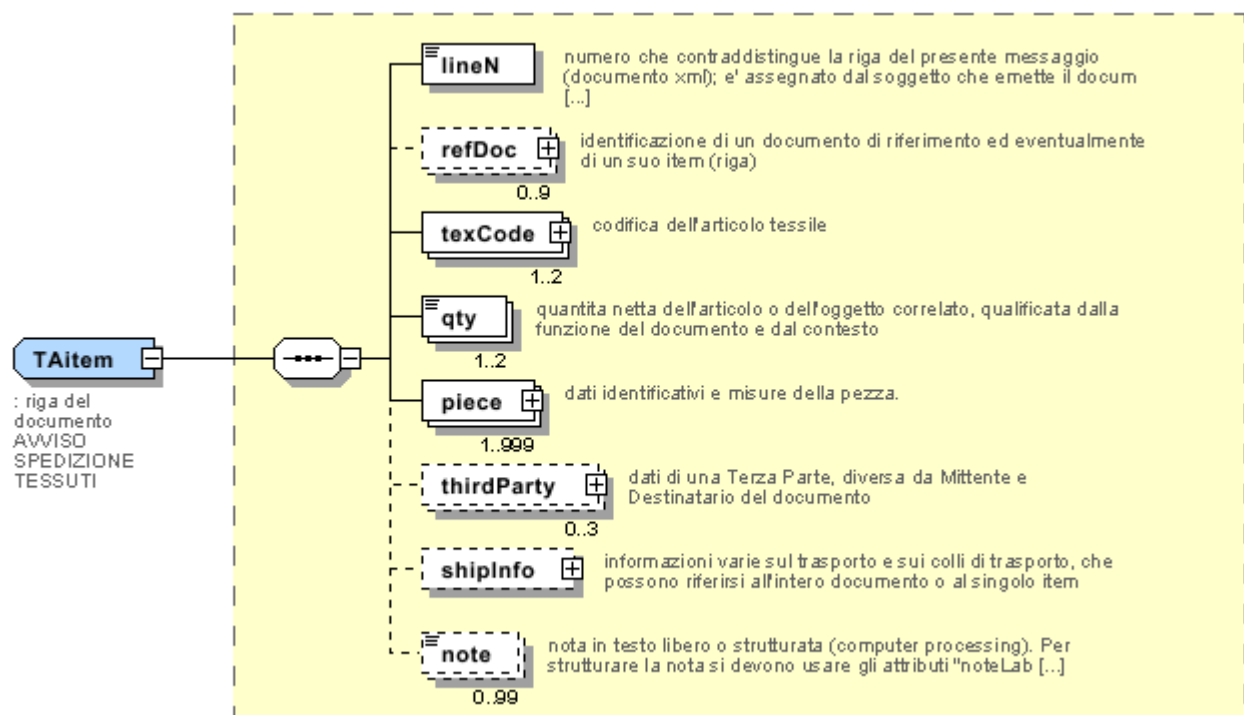 lineN
numero che contraddistingue la riga del presente messaggio
(documento xml); e' assegnato dal soggetto che emette il docum
[...]
refDoc
identificazione di un documento di riferimento ed eventualmente
di un suo item (riga)
0..9
texCode
codifica dell'articolo tessile
1..2
qty
quantita netta dell'articolo o dell'oggetto correlato, qualificata dalla
funzione del documento e dal contesto
1..2
TAitem
: riga del
documento
AVVISO
SPEDIZIONE
TESSUTI
piece
dati identificativi e misure della pezza.
1..999
thirdParty
dati di una Terza Parte, diversa da Mittente e
Destinatario del documento
0..3
shipInfo
informazioni varie sul trasporto e sui colli di trasporto, che
possono riferirsi all'intero documento o al singolo item
note
nota in testo libero o strutturata (computer processing). Per
strutturare la nota si devono usare gli attributi "noteLab [...]
0..99